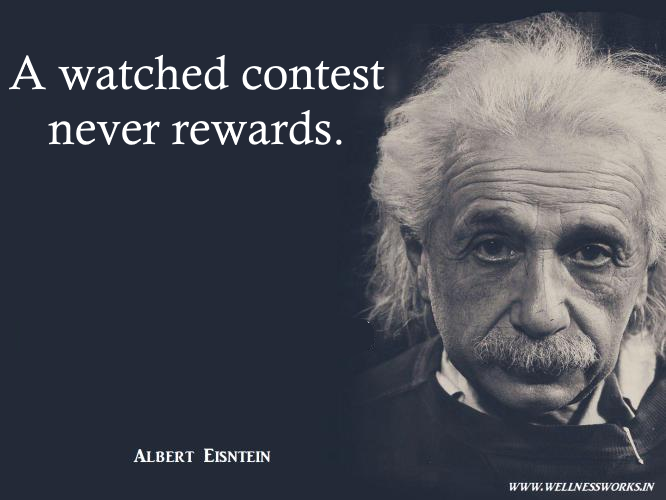 A watched contest
never rewards.
Albert Eisntein
www.wellnessworks.in